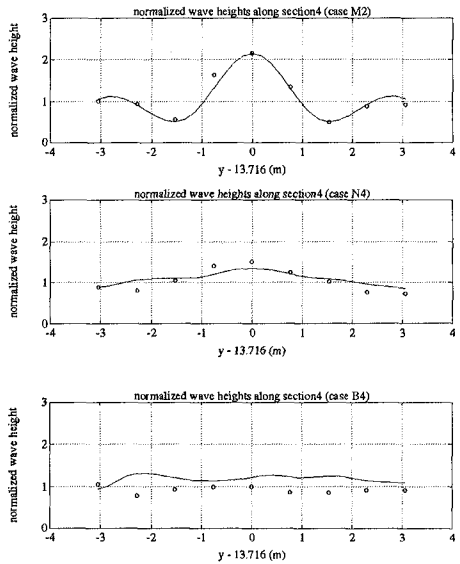 normalized wave heights along section4 (case M2)
normalized wave height
3
2
1
0
-4 -3 -2 -1 0 1 2 3 4
y - 13.716 (m)
normalized wave heights along section4 (case N4)
normalized wave height
3
2
1
0
-4 -3 -2 -1 0 1 2 3 4
y - 13.716 (m)
normalized wave heights along section4 (case B4)
normalized wave height
3
2
1
0
-4 -3 -2 -1 0 1 2 3 4
y - 13.716 (m)